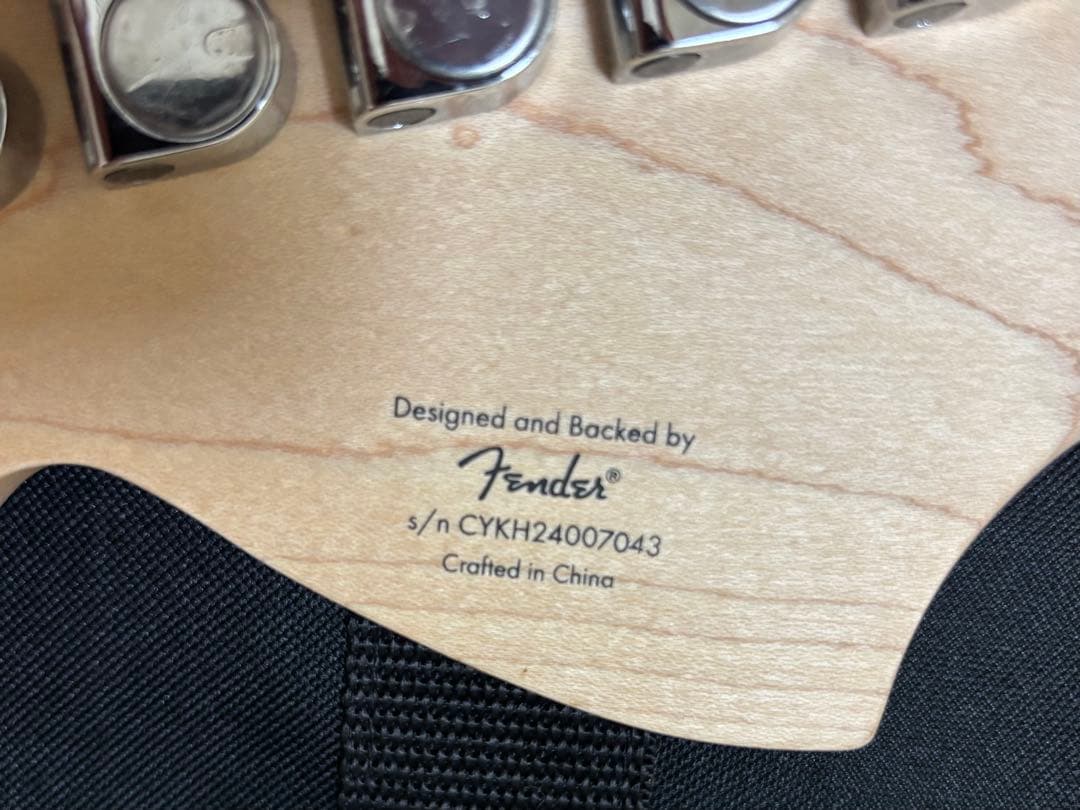 Designed and Backed by
Fender®
s/n CYKH24007043
Crafted in China